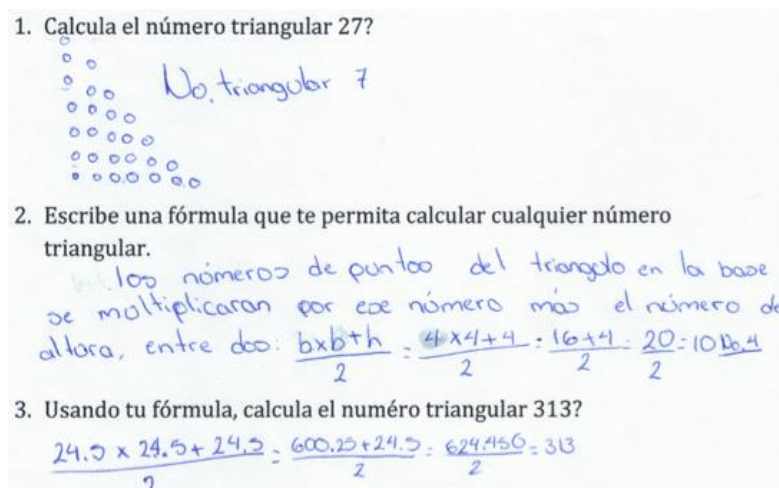 1. Calcula el número triangular 27?
No. triangular 7
2. Escribe una fórmula que te permita calcular cualquier número
triangular.
los números de puntos del triangulo en la base
se multiplicaran por ese número más el número de
altura, entre dos: b×b+h/2 = 4×4+4/2 = 16+4/2 = 20/2 = 10 No.4
3. Usando tu fórmula, calcula el numéro triangular 313?
24.5 × 24.5 + 24.5/2 = 600.25+24.5/2 = 624.750/2 = 313